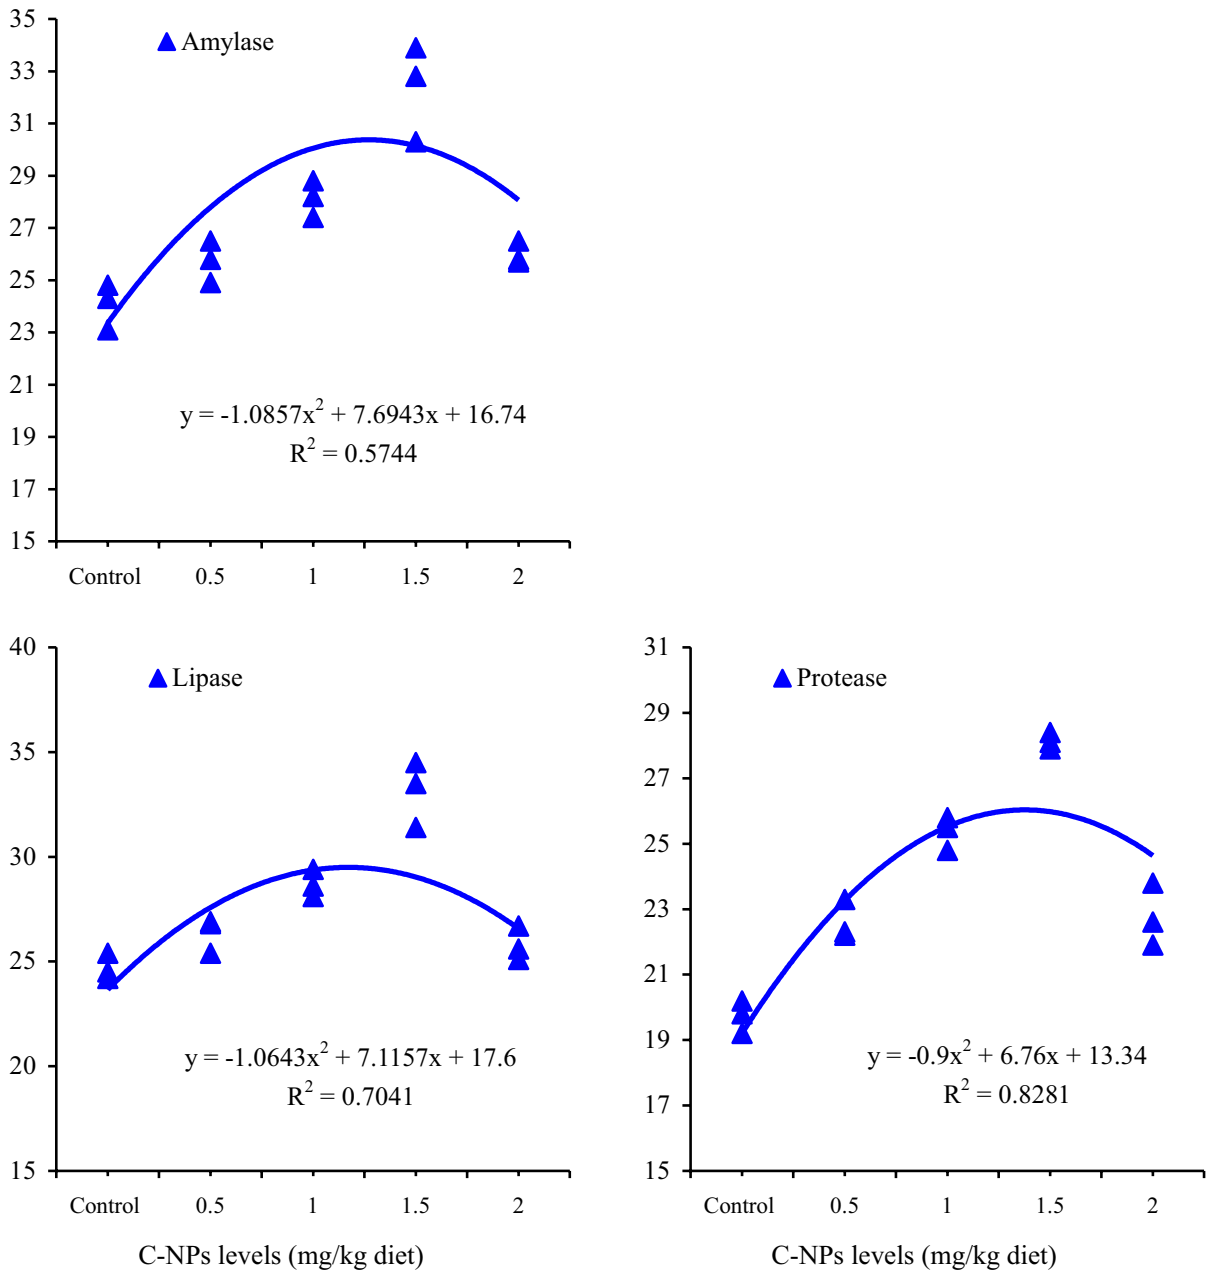 35
33
31
29
27
25
23
21
19
17
15
▲ Amylase
y = -1.0857x² + 7.6943x + 16.74
R² = 0.5744
Control 0.5 1 1.5 2
40
35
30
25
20
15
▲ Lipase
y = -1.0643x² + 7.1157x + 17.6
R² = 0.7041
Control 0.5 1 1.5 2
C-NPs levels (mg/kg diet)
31
29
27
25
23
21
19
17
15
▲ Protease
y = -0.9x² + 6.76x + 13.34
R² = 0.8281
Control 0.5 1 1.5 2
C-NPs levels (mg/kg diet)